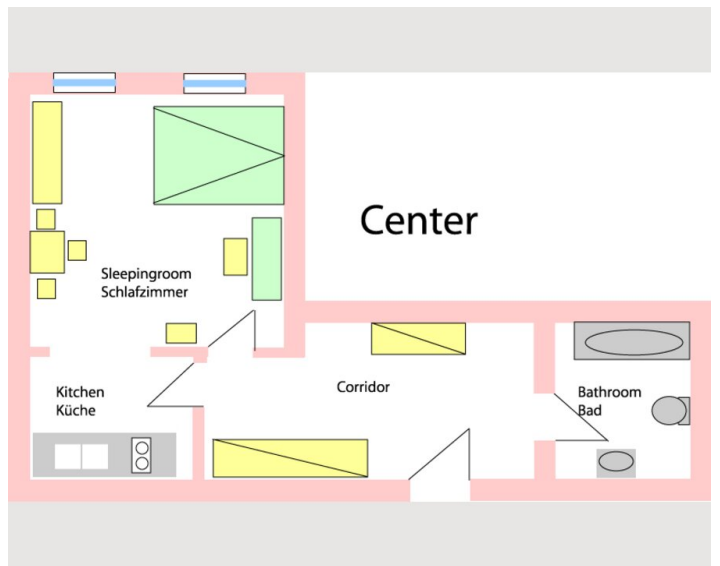 Center
Sleepingroom
Schlafzimmer
Kitchen
Küche
Corridor
Bathroom
Bad